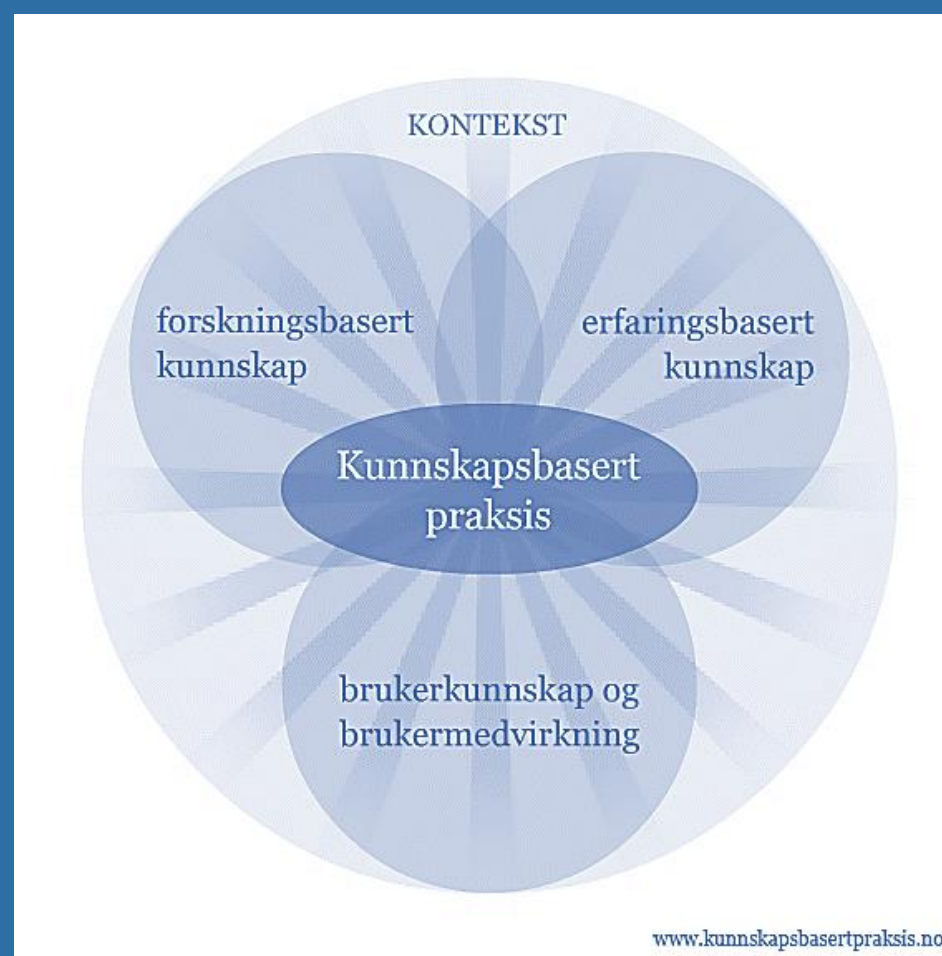 KONTEKST
forskningsbasert
kunnskap
erfaringsbasert
kunnskap
Kunnskapsbasert
praksis
brukerkunnskap og
brukermedvirkning
www.kunnskapsbasertpraksis.no